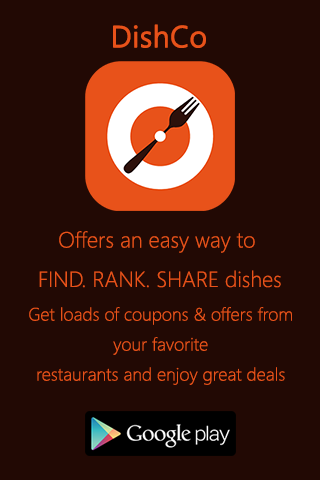 DishCo
Offers an easy way to
FIND. RANK. SHARE dishes
Get loads of coupons & offers from
your favorite
restaurants and enjoy great deals
Google play